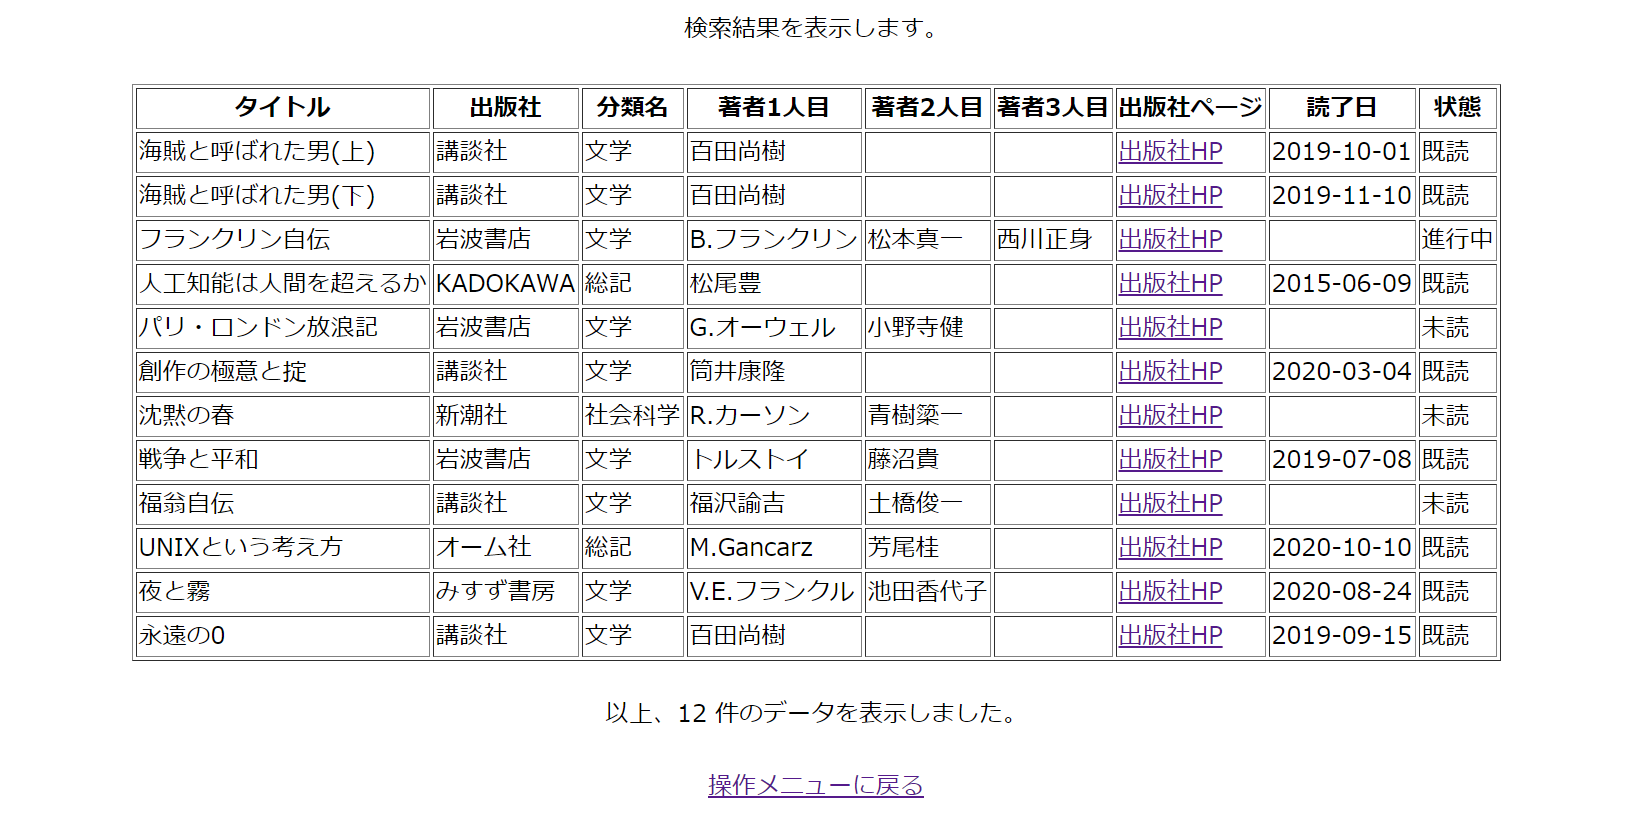 検索結果を表示します。
タイトル 出版社 分類名 著者1人目 著者2人目 著者3人目 出版社ページ 読了日 状態
海賊と呼ばれた男(上) 講談社 文学 百田尚樹 出版社HP 2019-10-01 既読
海賊と呼ばれた男(下) 講談社 文学 百田尚樹 出版社HP 2019-11-10 既読
フランクリン自伝 岩波書店 文学 B.フランクリン 松本真一 西川正身 出版社HP 進行中
人工知能は人間を超えるか KADOKAWA 総記 松尾豊 出版社HP 2015-06-09 既読
パリ・ロンドン放浪記 岩波書店 文学 G.オーウェル 小野寺健 出版社HP 未読
創作の極意と掟 講談社 文学 筒井康隆 出版社HP 2020-03-04 既読
沈黙の春 新潮社 社会科学 R.カーソン 青樹簗一 出版社HP 未読
戦争と平和 岩波書店 文学 トルストイ 藤沼貴 出版社HP 2019-07-08 既読
福翁自伝 講談社 文学 福沢諭吉 土橋俊一 出版社HP 未読
UNIXという考え方 オーム社 総記 M.Gancarz 芳尾桂 出版社HP 2020-10-10 既読
夜と霧 みすず書房 文学 V.E.フランクル 池田香代子 出版社HP 2020-08-24 既読
永遠の0 講談社 文学 百田尚樹 出版社HP 2019-09-15 既読
以上、12 件のデータを表示しました。
操作メニューに戻る